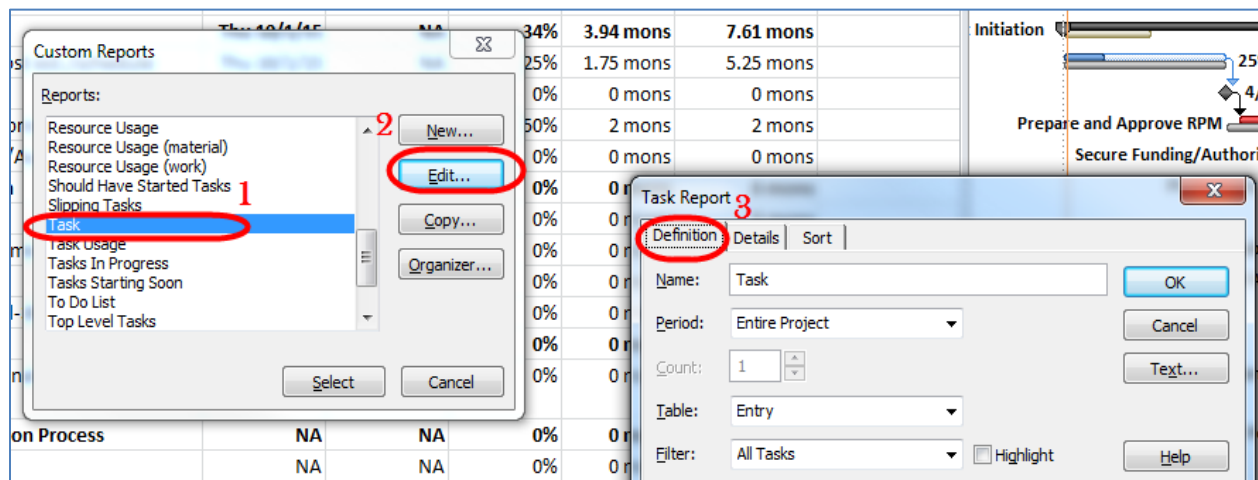 Thu 10/1/15 NA 34% 3.94 mons 7.61 mons
Initiation
Custom Reports
25% 1.75 mons 5.25 mons
25
Reports:
0% 0 mons 0 mons
4/
Resource Usage
Resource Usage (material)
Resource Usage (work)
Should Have Started Tasks
Slipping Tasks
Task
Task Usage
Tasks In Progress
Tasks Starting Soon
To Do List
Top Level Tasks
1
2
New...
Edit...
Copy...
Organizer...
Select
Cancel
50% 2 mons 2 mons
Prepare and Approve RPM
0% 0 mons 0 mons
Secure Funding/Authori
0%
0%
0%
0%
0%
0%
0%
Task Report
3
Definition
Details
Sort
Name: Task
OK
Period: Entire Project
Cancel
Count: 1
Text...
Table: Entry
Filter: All Tasks
Highlight
Help
on Process NA NA 0%
NA NA 0%